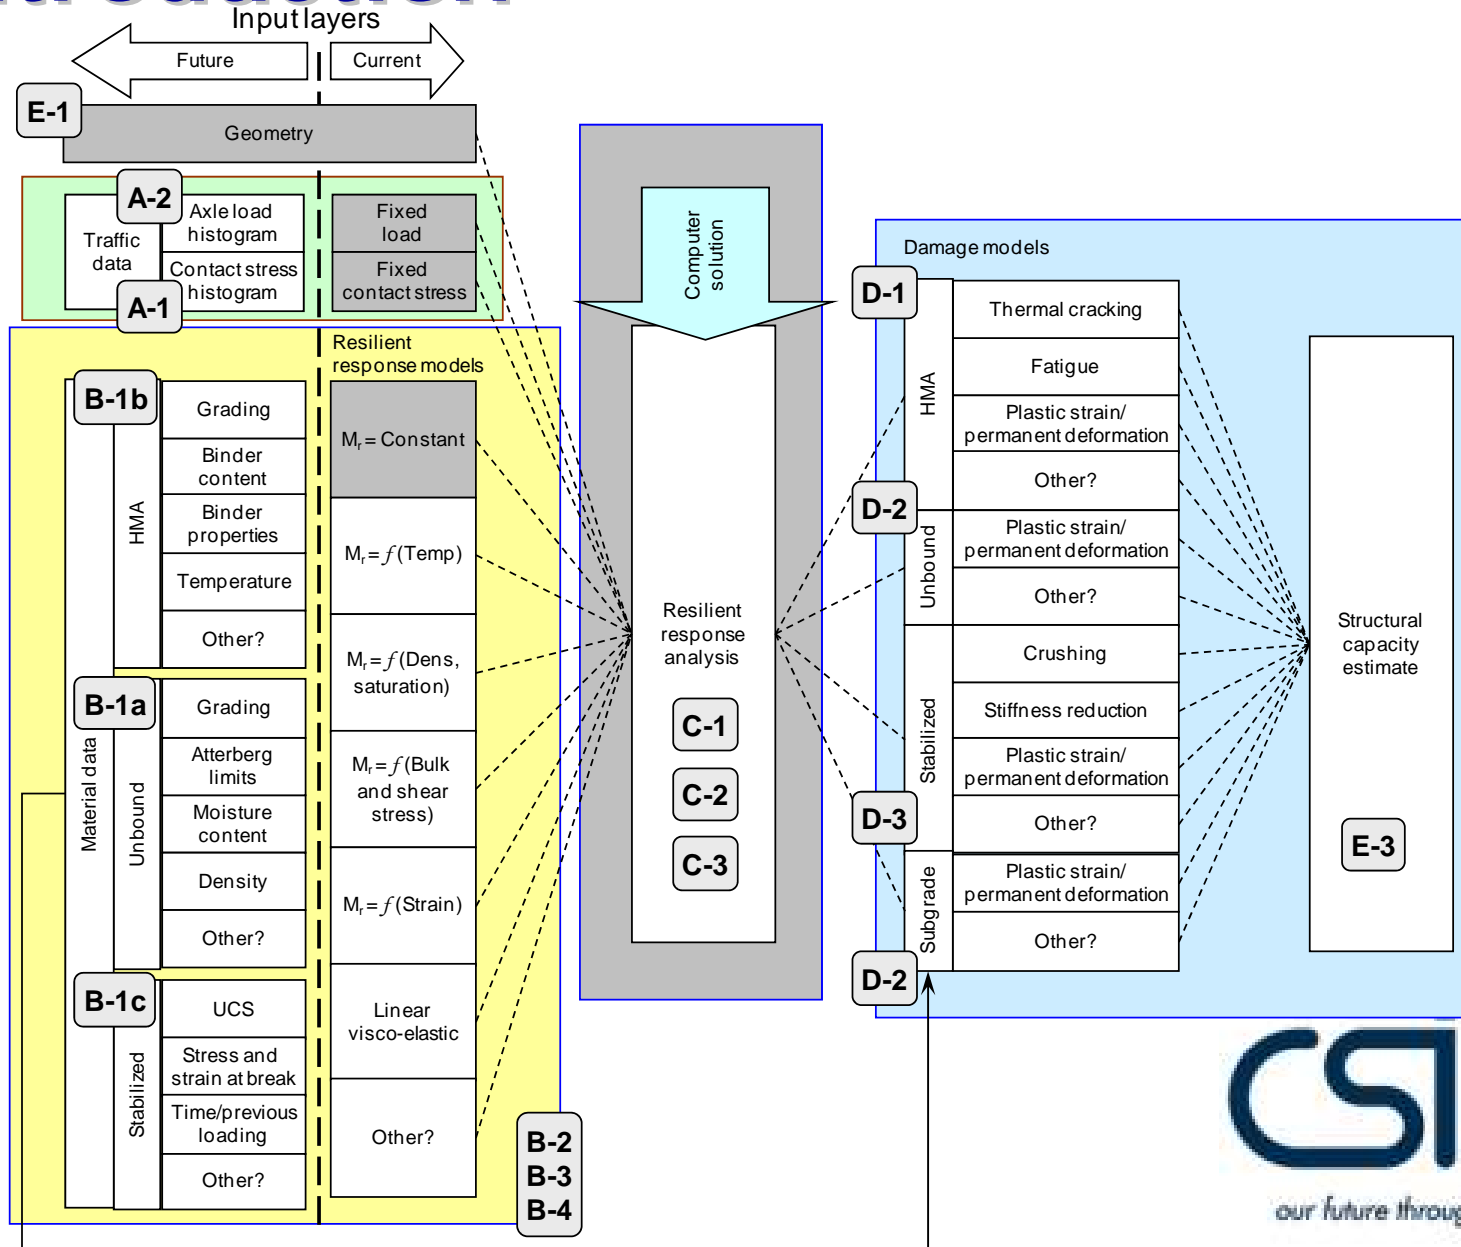 Input layers
Future
Current
E-1
Geometry
A-2
Traffic
data
Axle load
histogram
Contact stress
histogram
A-1
Fixed
load
Fixed
contact stress
Resilient
response models
Material data
B-1b
HMA
Grading
Binder
content
Binder
properties
Temperature
Other?
B-1a
Unbound
Grading
Atterberg
limits
Moisture
content
Density
Other?
B-1c
Stabilized
UCS
Stress and
strain at break
Time/previous
loading
Other?
Mr = Constant
Mr = f(Temp)
Mr = f(Dens,
saturation)
Mr = f(Bulk
and shear
stress)
Mr = f(Strain)
Linear
visco-elastic
Other?
B-2
B-3
B-4
Computer
solution
Resilient
response
analysis
C-1
C-2
C-3
Damage models
D-1
HMA
Thermal cracking
Fatigue
Plastic strain/
permanent deformation
Other?
D-2
Unbound
Plastic strain/
permanent deformation
Other?
Stabilized
Crushing
Stiffness reduction
Plastic strain/
permanent deformation
Other?
D-3
Subgrade
Plastic strain/
permanent deformation
Other?
D-2
Structural
capacity
estimate
E-3
our future throug